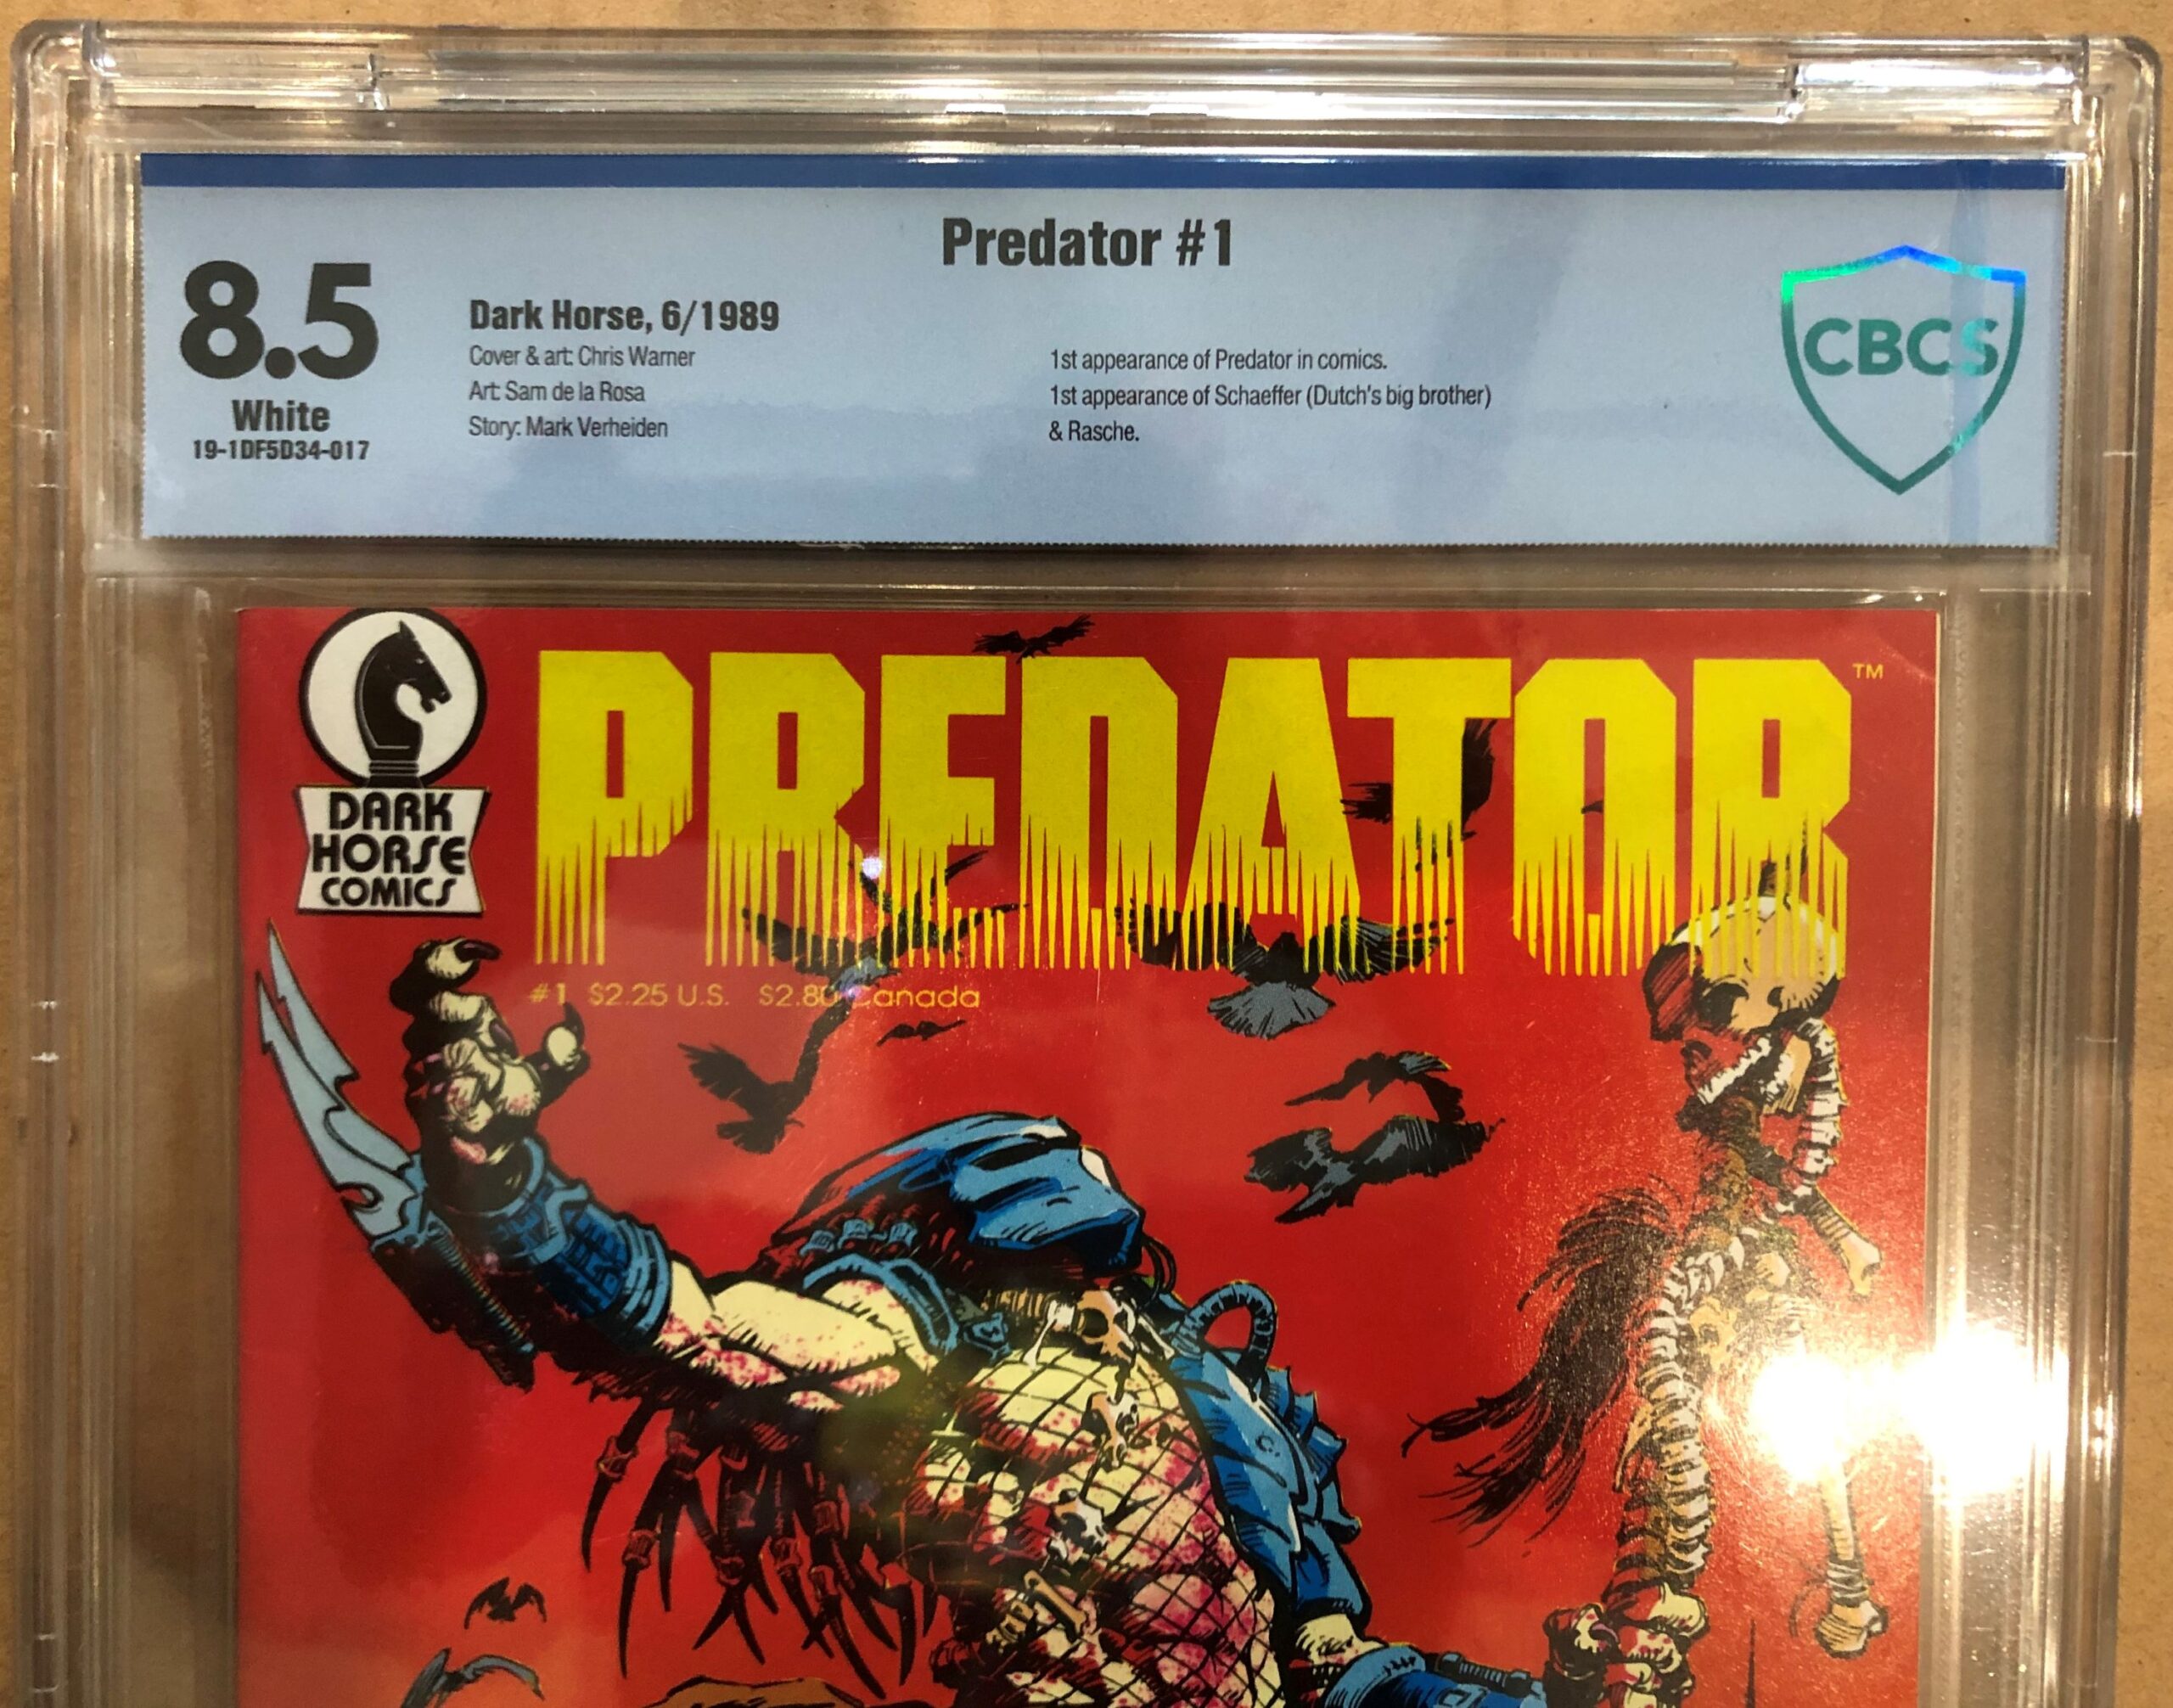 Predator #1
8.5
White
19-1DF5D34-017
Dark Horse, 6/1989
Cover & art: Chris Warner
Art: Sam de la Rosa
Story: Mark Verheiden
1st appearance of Predator in comics.
1st appearance of Schaeffer (Dutch's big brother)
& Rasche.
CBCS
DARK
HORSE
COMICS
PREDATOR™
#1 $2.25 U.S. $2.80 Canada